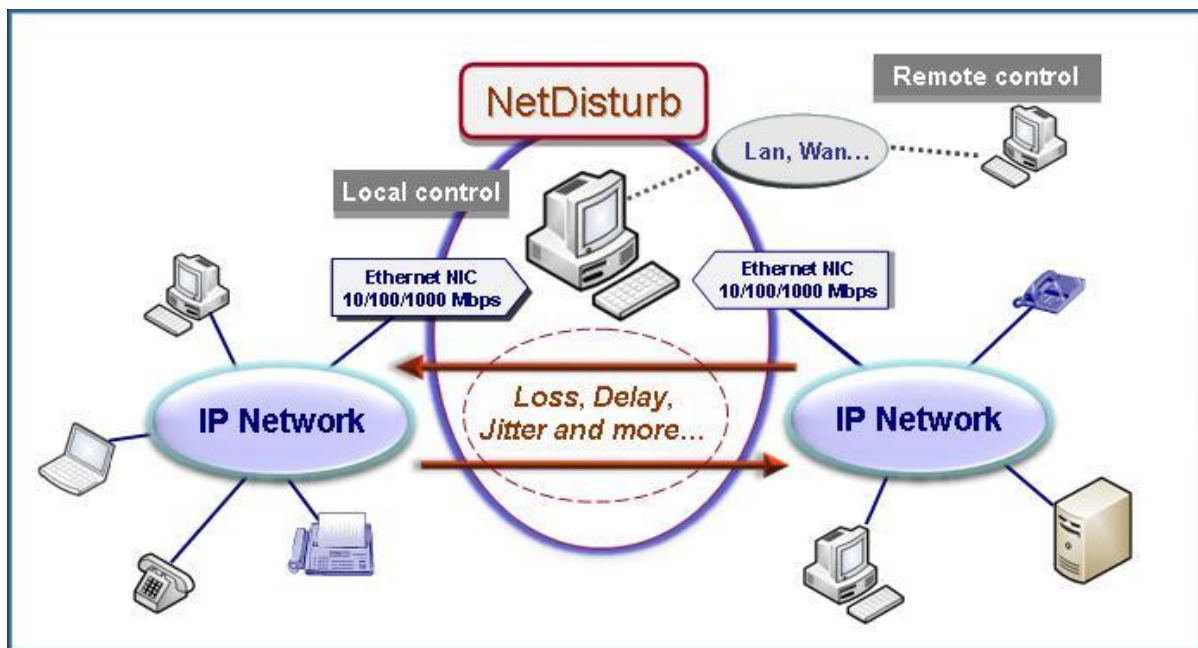 NetDisturb
Remote control
Lan, Wan...
Local control
Ethernet NIC
10/100/1000 Mbps
Ethernet NIC
10/100/1000 Mbps
IP Network
Loss, Delay,
Jitter and more...
IP Network